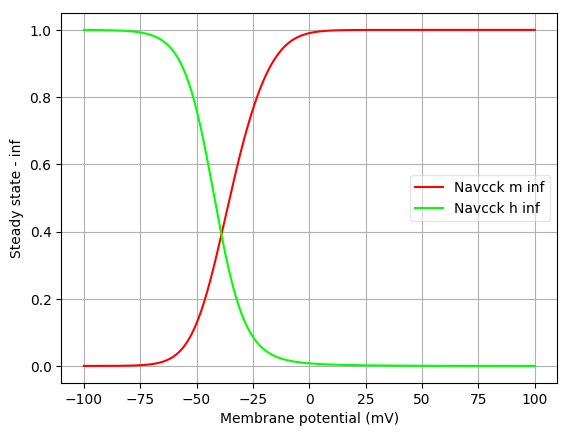 Steady state - inf
1.0
0.8
0.6
0.4
0.2
0.0
Navcck m inf
Navcck h inf
−100 −75 −50 −25 0 25 50 75 100
Membrane potential (mV)